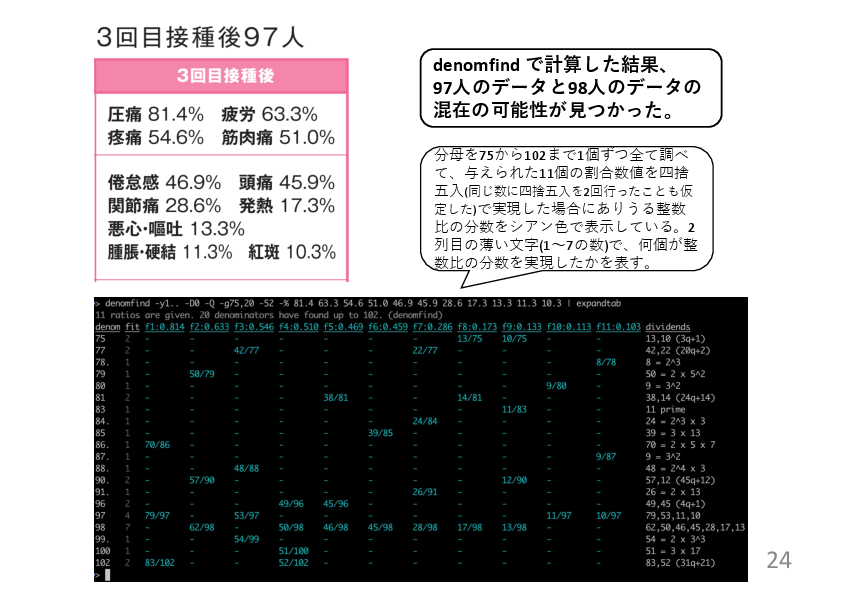 3回目接種後97人
3回目接種後
圧痛 81.4% 疲労 63.3%
疼痛 54.6% 筋肉痛 51.0%
倦怠感 46.9% 頭痛 45.9%
関節痛 28.6% 発熱 17.3%
悪心・嘔吐 13.3%
腫脹・硬結 11.3% 紅斑 10.3%
denomfind で計算した結果、
97人のデータと98人のデータの
混在の可能性が見つかった。
分母を75から102まで1個ずつ全て調べ
て、与えられた11個の割合数値を四捨
五入(同じ数に四捨五入を2回行ったことも仮
定した)で実現した場合にありうる整数
比の分数をシアン色で表示している。2
列目の薄い文字(1〜7の数)で、何個が整
数比の分数を実現したかを表す。
> denomfind -y1.. -D0 -Q -g75,20 -52 -% 81.4 63.3 54.6 51.0 46.9 45.9 28.6 17.3 13.3 11.3 10.3 | expandtab
11 ratios are given. 20 denominators have found up to 102. (denomfind)
denom fit f1:0.814 f2:0.633 f3:0.546 f4:0.510 f5:0.469 f6:0.459 f7:0.286 f8:0.173 f9:0.133 f10:0.113 f11:0.103 dividends
75 2 - - - - - - - 13/75 10/75 - - 13,10 (3q+1)
77 2 - - 42/77 - - - 22/77 - - - - 42,22 (20q+2)
78. 1 - - - - - - - - - - 8/78 8 = 2^3
79 1 - 50/79 - - - - - - - - - 50 = 2 x 5^2
80 1 - - - - - - - - - 9/80 - 9 = 3^2
81 2 - - - - 38/81 - - 14/81 - - - 38,14 (24q+14)
83 1 - - - - - - - - 11/83 - - 11 prime
84. 1 - - - - - - 24/84 - - - - 24 = 2^3 x 3
85 1 - - - - - 39/85 - - - - - 39 = 3 x 13
86. 1 70/86 - - - - - - - - - - 70 = 2 x 5 x 7
87. 1 - - - - - - - - - - 9/87 9 = 3^2
88. 1 - - 48/88 - - - - - - - - 48 = 2^4 x 3
90. 2 - 57/90 - - - - - - 12/90 - - 57,12 (45q+12)
91. 1 - - - - - - 26/91 - - - - 26 = 2 x 13
96 2 - - - 49/96 45/96 - - - - - - 49,45 (4q+1)
97 4 79/97 - 53/97 - - - - - - 11/97 10/97 79,53,11,10
98 7 - 62/98 - 50/98 46/98 45/98 28/98 17/98 13/98 - - 62,50,46,45,28,17,13
99. 1 - - 54/99 - - - - - - - - 54 = 2 x 3^3
100 1 - - - 51/100 - - - - - - - 51 = 3 x 17
102 2 83/102 - - 52/102 - - - - - - - 83,52 (31q+21)
>
24